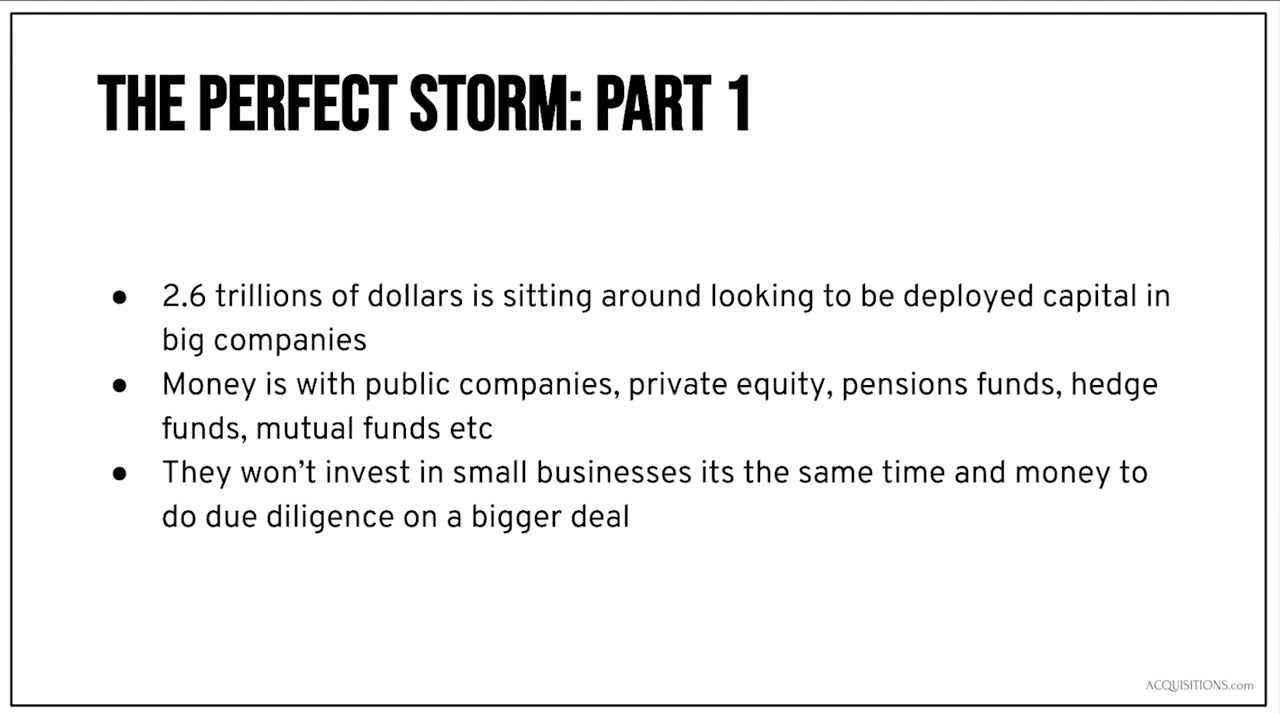 THE PERFECT STORM: PART 1
● 2.6 trillions of dollars is sitting around looking to be deployed capital in
big companies
● Money is with public companies, private equity, pensions funds, hedge
funds, mutual funds etc
● They won’t invest in small businesses its the same time and money to
do due diligence on a bigger deal
ACQUISITIONS.com